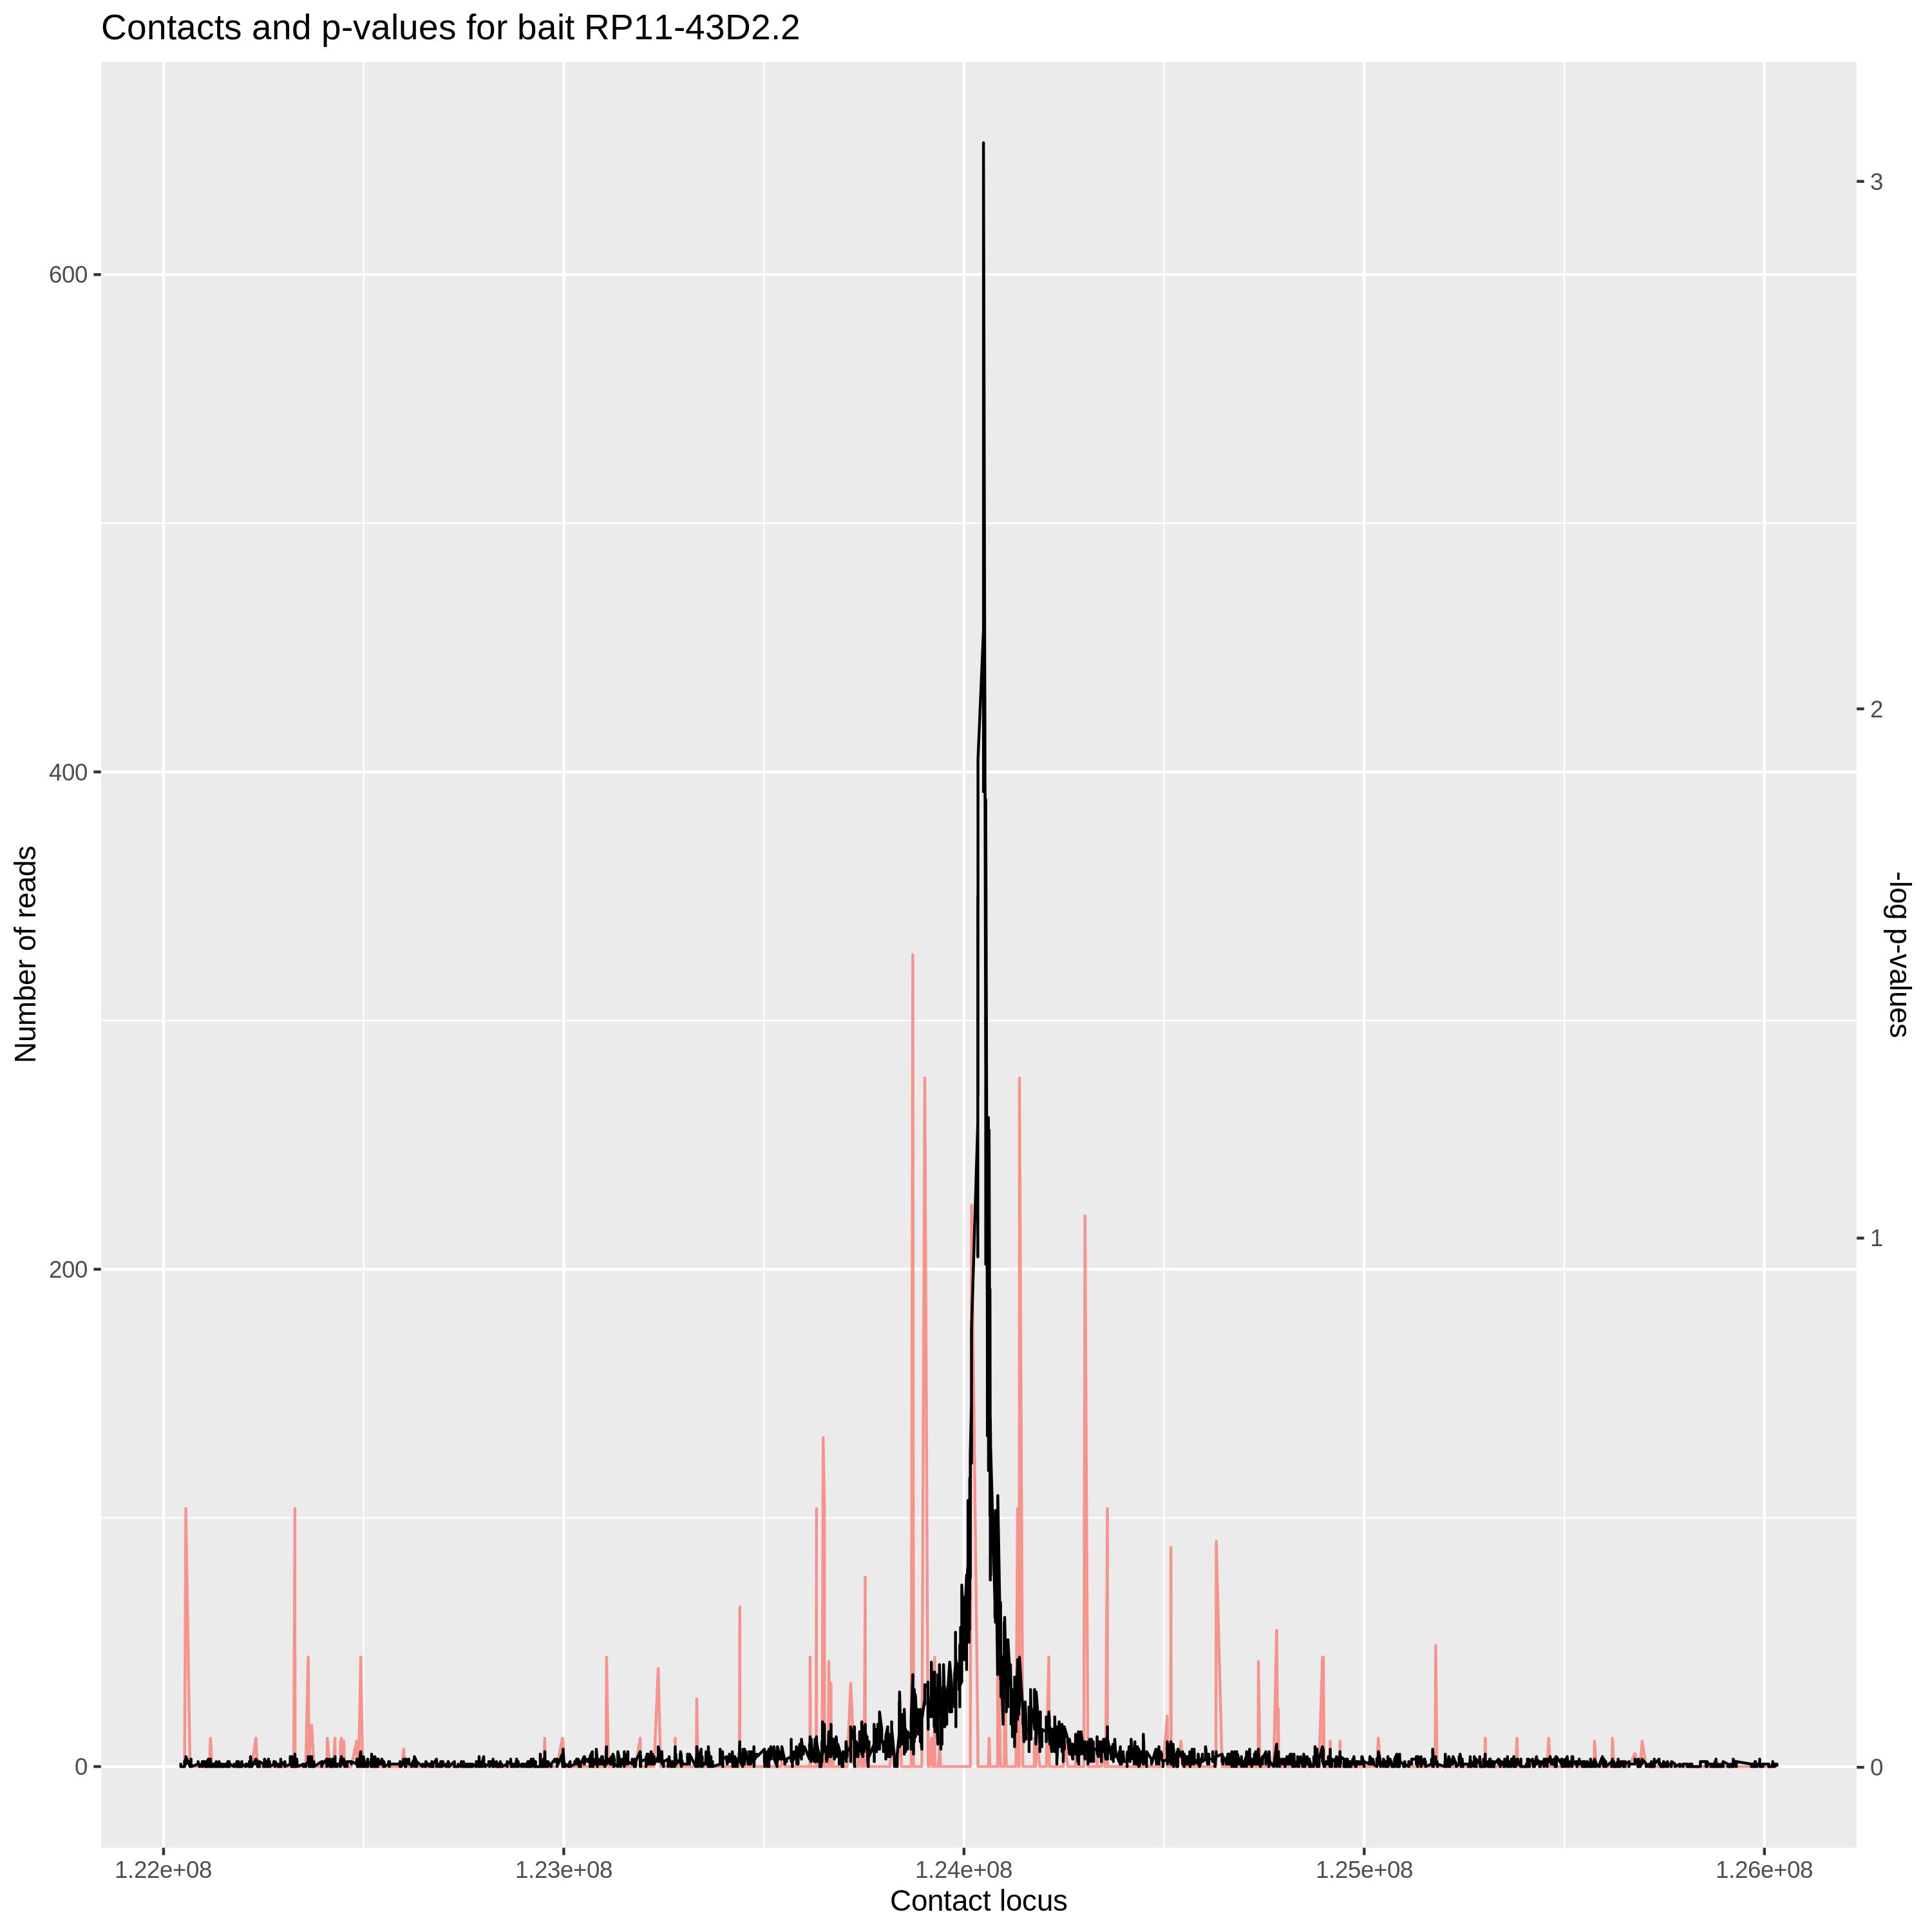 Contacts and p-values for bait RP11-43D2.2
600
400
200
0
Number of reads
3
2
1
0
-log p-values
1.22e+08
1.23e+08
1.24e+08
1.25e+08
1.26e+08
Contact locus